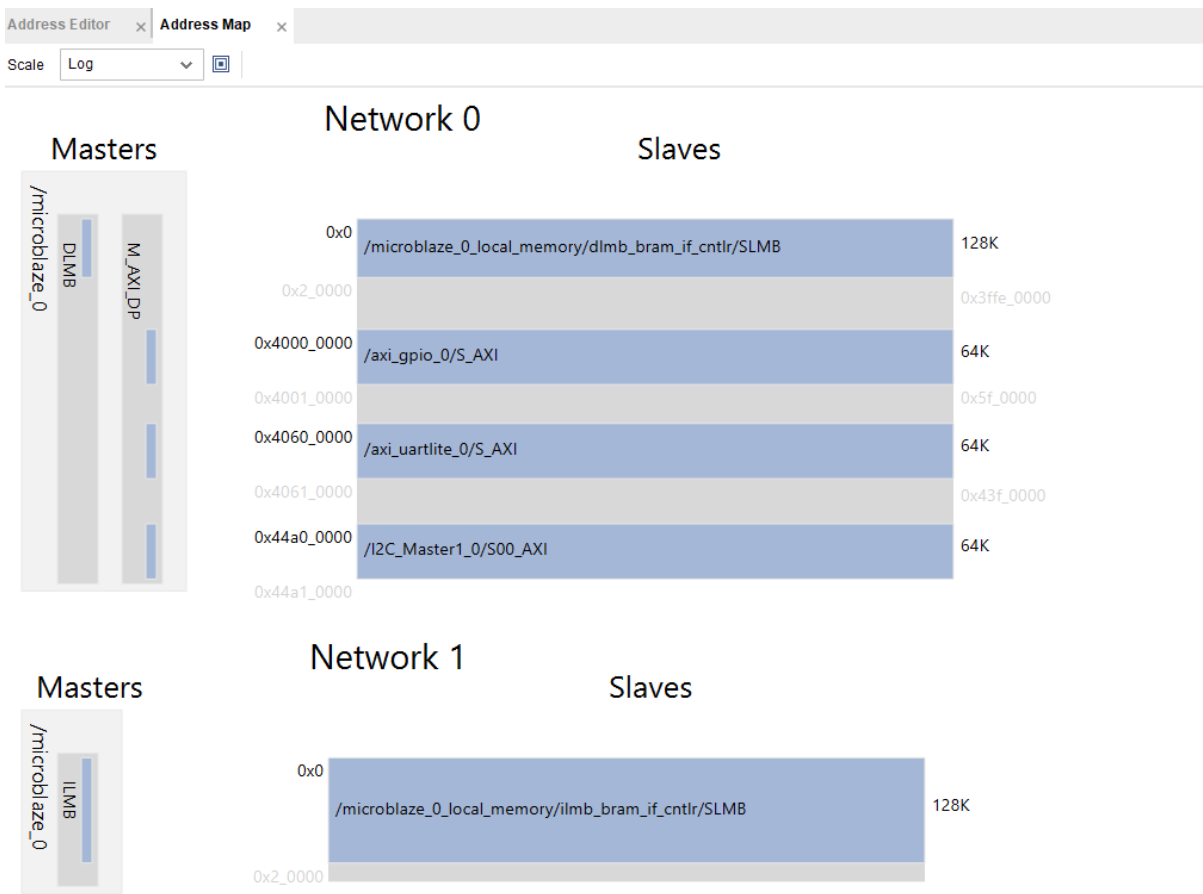 Address Editor × Address Map ×
Scale Log
Network 0
Masters
Slaves
/microblaze_0
DLMB
M_AXI_DP
0x0
/microblaze_0_local_memory/dlmb_bram_if_cntlr/SLMB
128K
0x2_0000
0x3ffe_0000
0x4000_0000
/axi_gpio_0/S_AXI
64K
0x4001_0000
0x5f_0000
0x4060_0000
/axi_uartlite_0/S_AXI
64K
0x4061_0000
0x43f_0000
0x44a0_0000
/I2C_Master1_0/S00_AXI
64K
0x44a1_0000
Network 1
Masters
Slaves
/microblaze_0
ILMB
0x0
/microblaze_0_local_memory/ilmb_bram_if_cntlr/SLMB
128K
0x2_0000